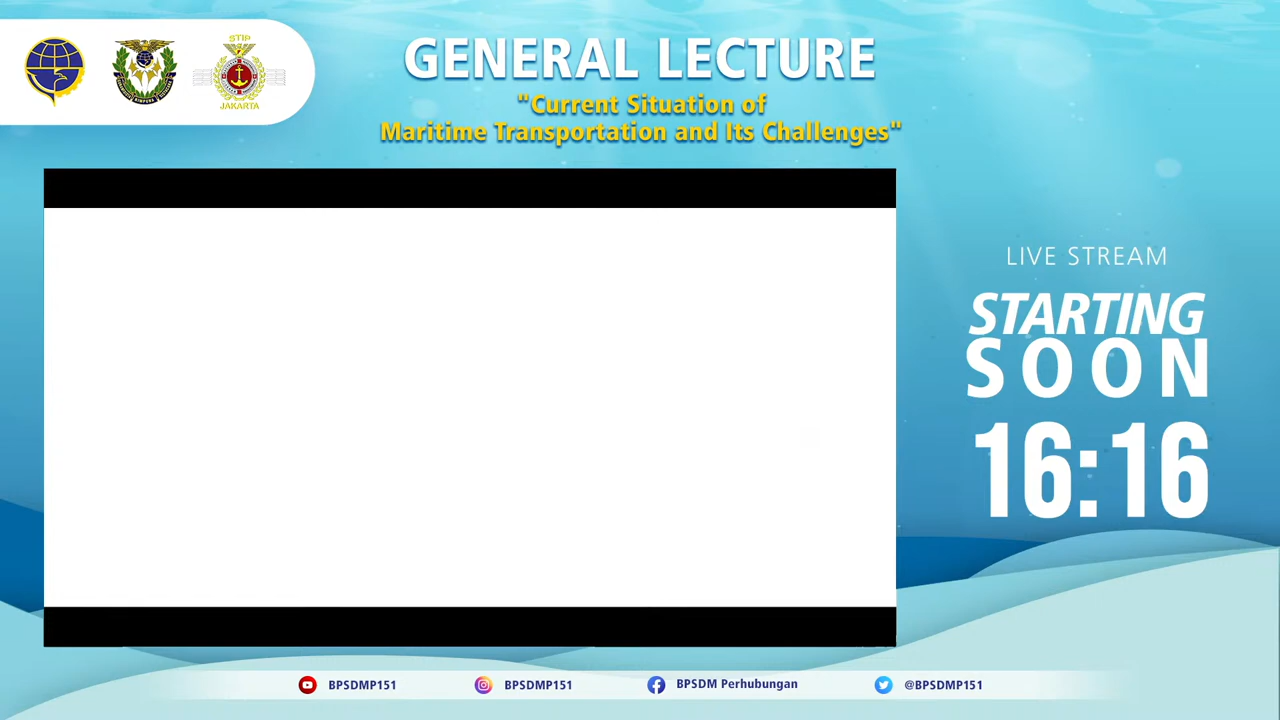 STIP
JAKARTA
GENERAL LECTURE
"Current Situation of
Maritime Transportation and Its Challenges"
LIVE STREAM
STARTING
SOON
16:16
BPSDMP151
BPSDMP151
BPSDM Perhubungan
@BPSDMP151